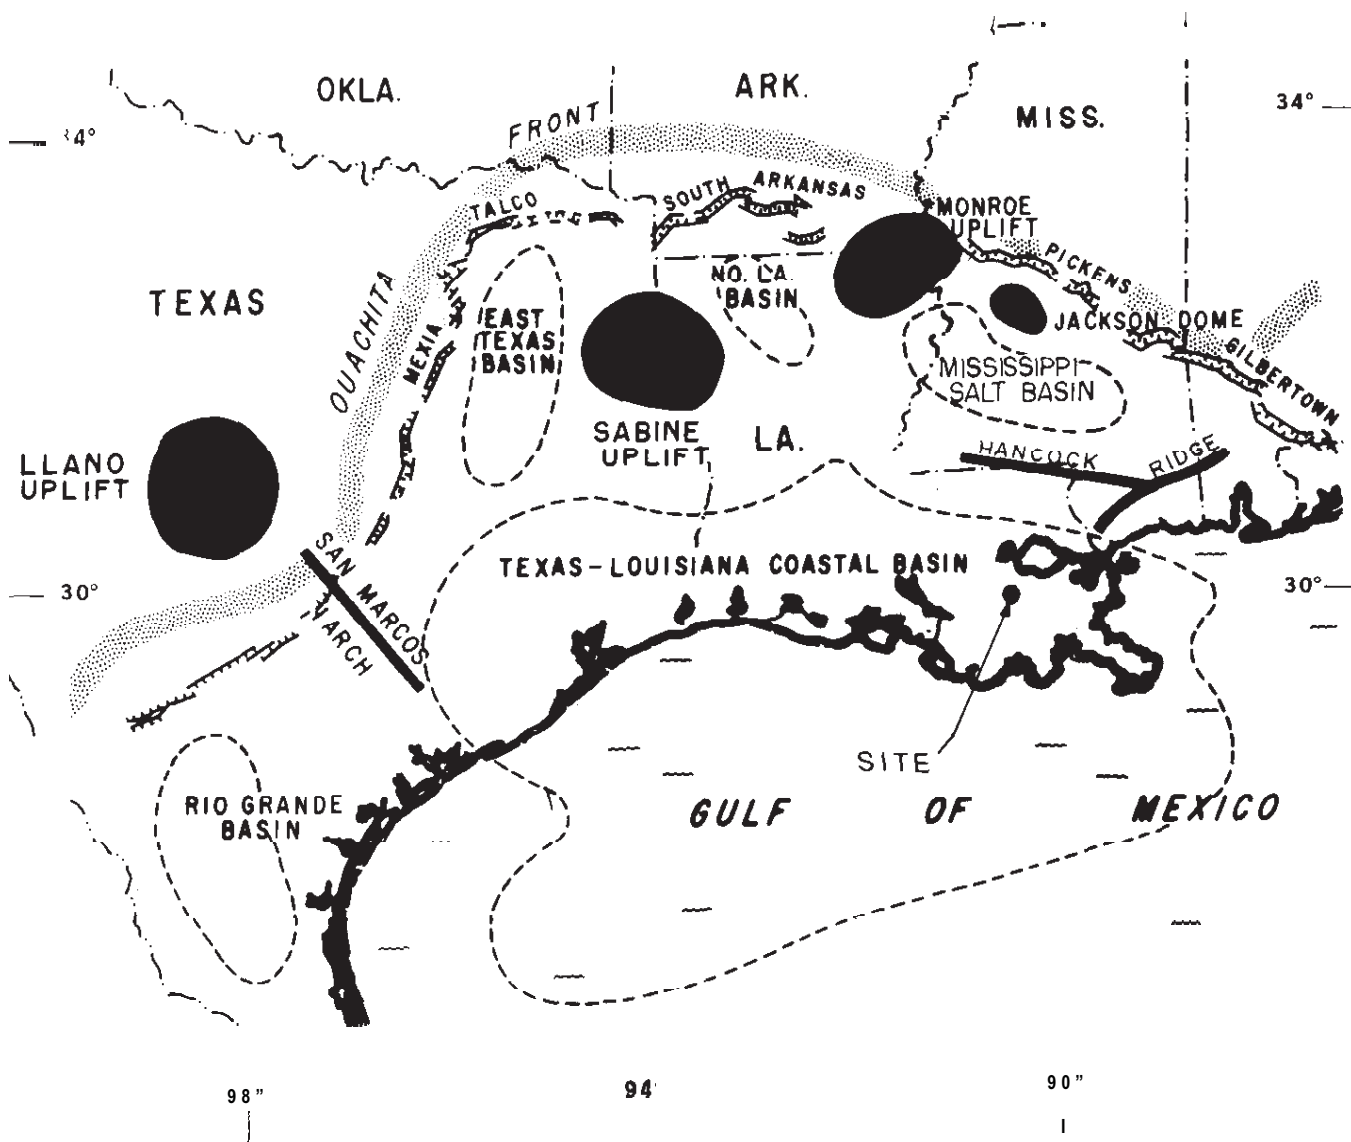 OKLA.
ARK.
MISS.
34°
34°
FRONT
TALCO
SOUTH
ARKANSAS
MONROE
UPLIFT
PICKENS
TEXAS
OUACHITA
MEXIA
EAST
TEXAS
BASIN
NO. LA.
BASIN
JACKSON DOME
GILBERTOWN
MISSISSIPPI
SALT BASIN
SABINE
UPLIFT
LA.
HANCOCK
RIDGE
LLANO
UPLIFT
SAN MARCOS
ARCH
TEXAS-LOUISIANA COASTAL BASIN
30°
30°
SITE
RIO GRANDE
BASIN
GULF OF MEXICO
98"
94
90"